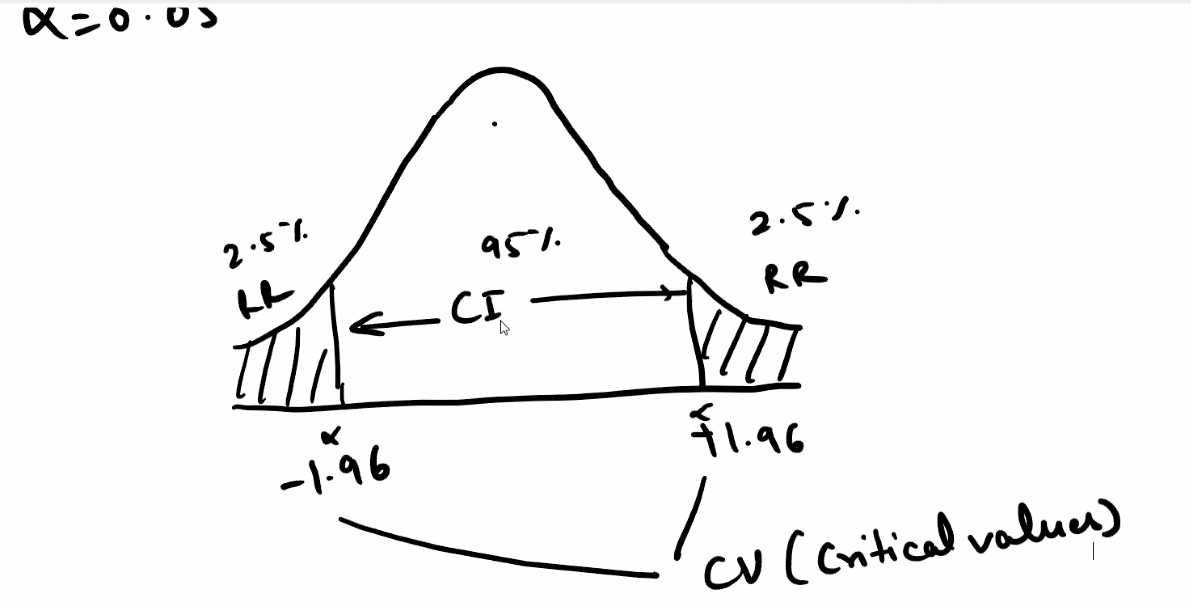 α=0.05
2.5%
2.5%
95%
RR
RR
CI
-1.96
+1.96
CV (Critical values)